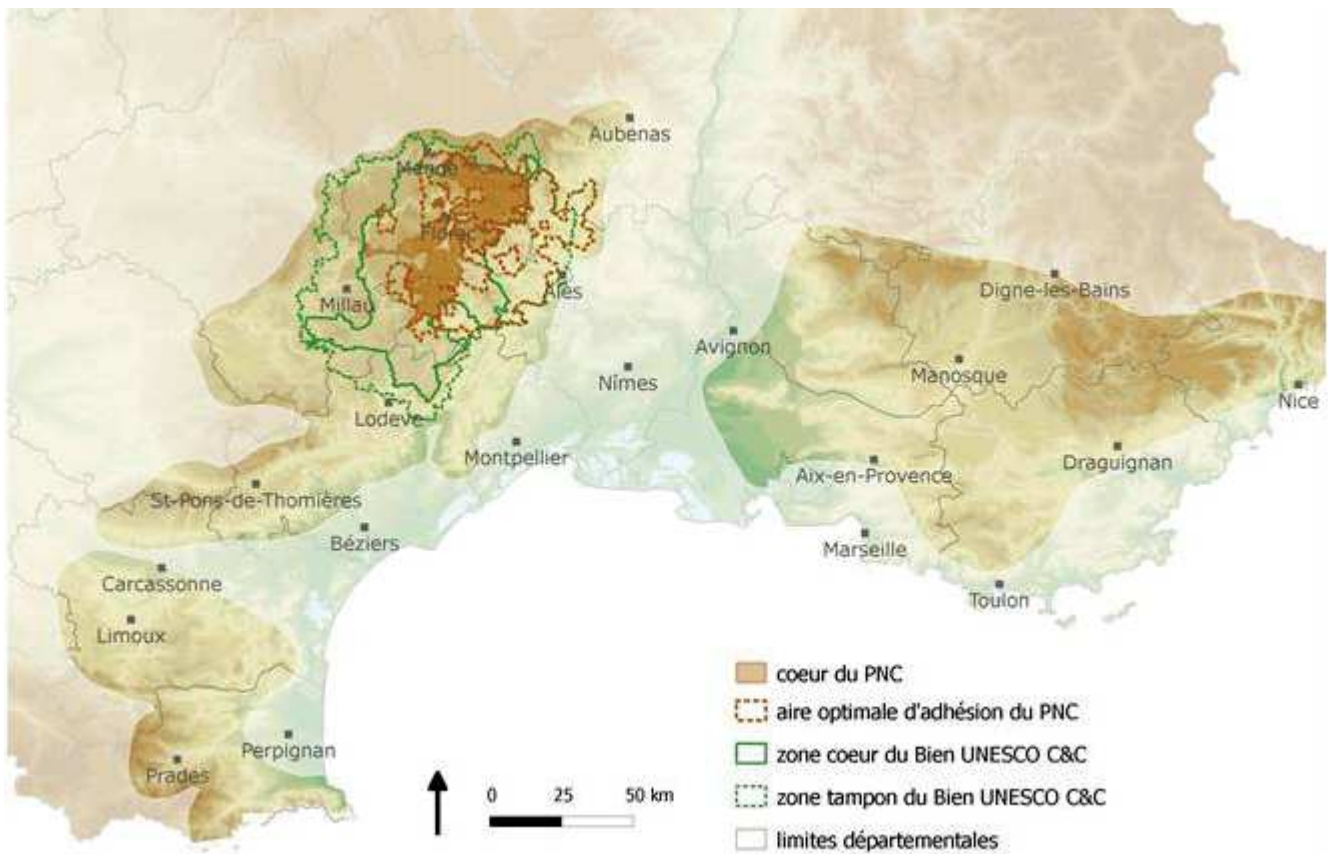 Aubenas
Mende
Florac
Millau
Alès
Digne-les-Bains
Avignon
Manosque
Nîmes
Nice
Lodève
Montpellier
Draguignan
Aix-en-Provence
St-Pons-de-Thomières
Béziers
Marseille
Carcassonne
Toulon
Limoux
Perpignan
Prades
0 25 50 km
coeur du PNC
aire optimale d'adhésion du PNC
zone coeur du Bien UNESCO C&C
zone tampon du Bien UNESCO C&C
limites départementales